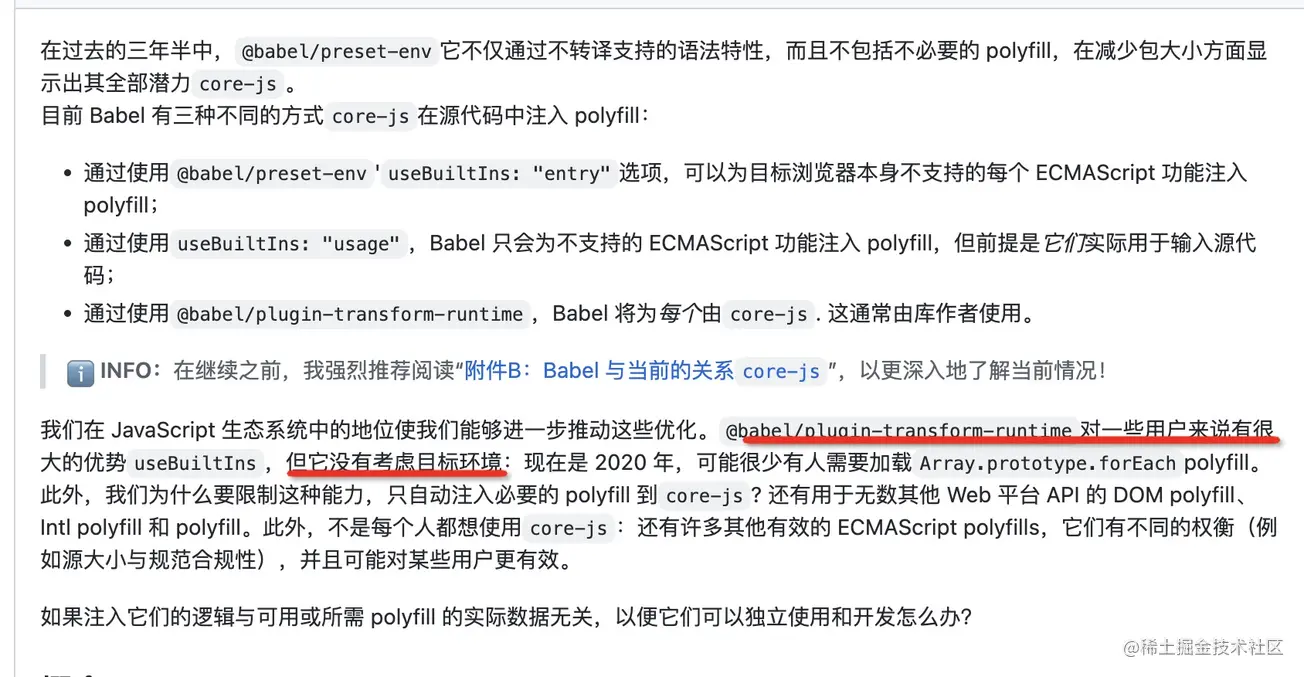 在过去的三年半中， @babel/preset-env 它不仅通过不转译支持的语法特性，而且不包括不必要的 polyfill，在减少包大小方面显
示出其全部潜力 core-js 。
目前 Babel 有三种不同的方式 core-js 在源代码中注入 polyfill：
• 通过使用 @babel/preset-env ' useBuiltIns: "entry" 选项，可以为目标浏览器本身不支持的每个 ECMAScript 功能注入
polyfill；
• 通过使用 useBuiltIns: "usage" ，Babel 只会为不支持的 ECMAScript 功能注入 polyfill，但前提是它们实际用于输入源代
码；
• 通过使用 @babel/plugin-transform-runtime ，Babel 将为每个由 core-js . 这通常由库作者使用。
ℹ️ INFO：在继续之前，我强烈推荐阅读“附件B：Babel 与当前的关系 core-js ”，以更深入地了解当前情况！
我们在 JavaScript 生态系统中的地位使我们能够进一步推动这些优化。 @babel/plugin-transform-runtime 对一些用户来说有很
大的优势 useBuiltIns ，但它没有考虑目标环境：现在是 2020 年，可能很少有人需要加载 Array.prototype.forEach polyfill。
此外，我们为什么要限制这种能力，只自动注入必要的 polyfill 到 core-js ？还有用于无数其他 Web 平台 API 的 DOM polyfill、
Intl polyfill 和 polyfill。此外，不是每个人都想使用 core-js ：还有许多其他有效的 ECMAScript polyfills，它们有不同的权衡（例
如源大小与规范合规性），并且可能对某些用户更有效。
如果注入它们的逻辑与可用或所需 polyfill 的实际数据无关，以便它们可以独立使用和开发怎么办？
@稀土掘金技术社区